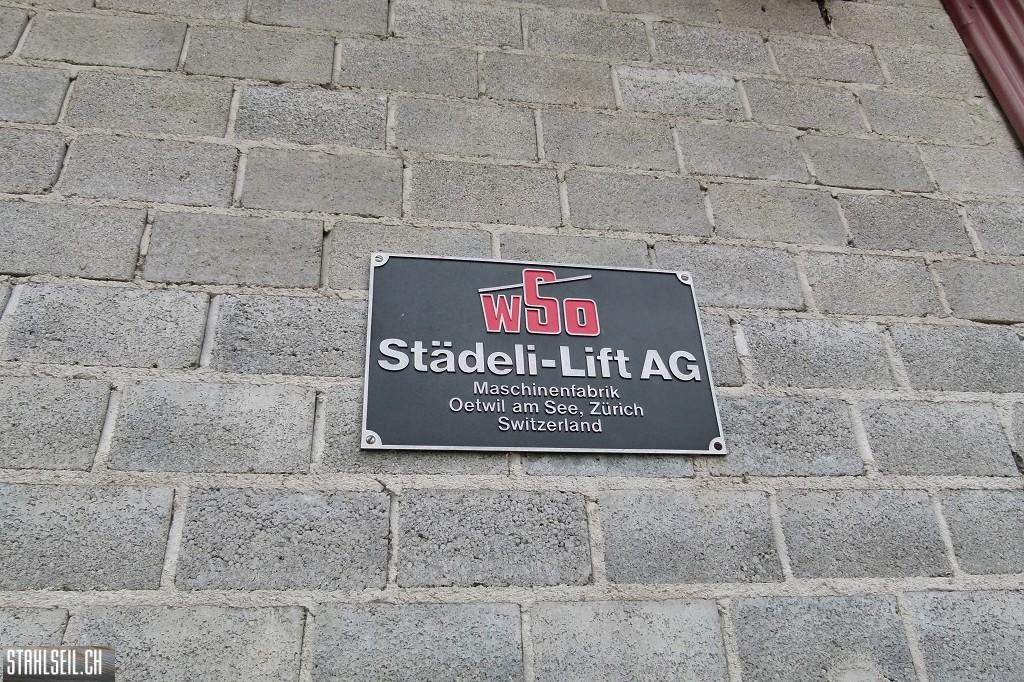 WSO
Städeli-Lift AG
Maschinenfabrik
Oetwil am See, Zürich
Switzerland
STAHLSEIL.CH